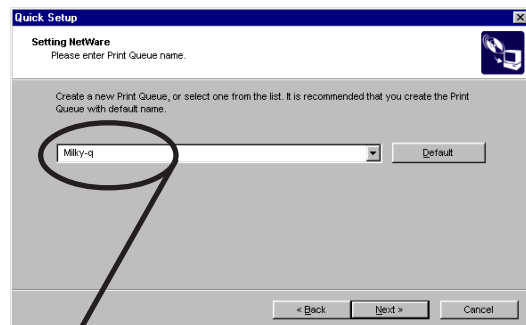 Quick Setup
Setting NetWare
Please enter Print Queue name.
Create a new Print Queue, or select one from the list. It is recommended that you create the Print
Queue with default name.
Milky-q
Default
< Back
Next >
Cancel